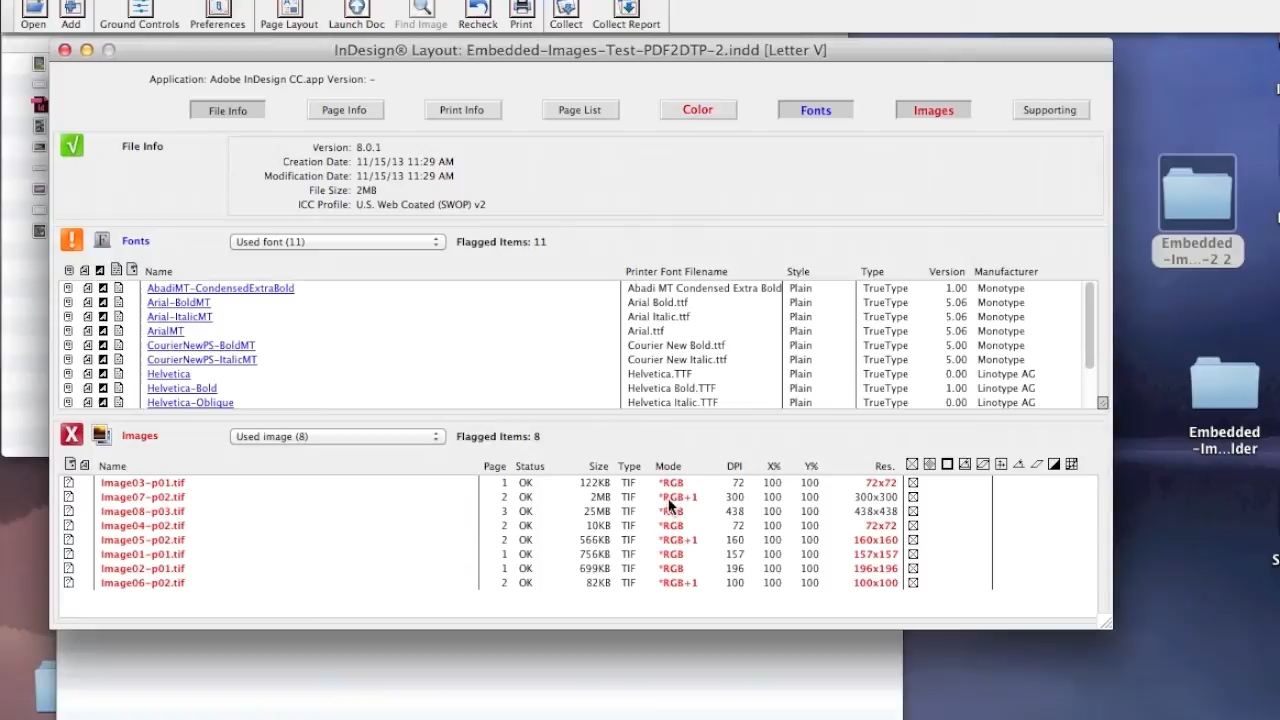 Open Add Ground Controls Preferences Page Layout Launch Doc Find Image Recheck Print Collect Collect Report
InDesign® Layout: Embedded-Images-Test-PDF2DTP-2.indd [Letter V]
Application: Adobe InDesign CC.app Version: -
File Info Page Info Print Info Page List Color Fonts Images Supporting
File Info
Version: 8.0.1
Creation Date: 11/15/13 11:29 AM
Modification Date: 11/15/13 11:29 AM
File Size: 2MB
ICC Profile: U.S. Web Coated (SWOP) v2
Fonts Used font (11) Flagged Items: 11
Name Printer Font Filename Style Type Version Manufacturer
AbadiMT-CondensedExtraBold Abadi MT Condensed Extra Bold Plain TrueType 1.00 Monotype
Arial-BoldMT Arial Bold.ttf Plain TrueType 5.06 Monotype
Arial-ItalicMT Arial Italic.ttf Plain TrueType 5.06 Monotype
ArialMT Arial.ttf Plain TrueType 5.06 Monotype
CourierNewPS-BoldMT Courier New Bold.ttf Plain TrueType 5.00 Monotype
CourierNewPS-ItalicMT Courier New Italic.ttf Plain TrueType 5.00 Monotype
Helvetica Helvetica.TTF Plain TrueType 0.00 Linotype AG
Helvetica-Bold Helvetica Bold.TTF Plain TrueType 1.00 Linotype AG
Helvetica-Oblique Helvetica Italic.TTF Plain TrueType 0.00 Linotype AG
Images Used image (8) Flagged Items: 8
Name Page Status Size Type Mode DPI X% Y% Res.
Image03-p01.tif 1 OK 122KB TIF *RGB 72 100 100 72x72
Image07-p02.tif 2 OK 2MB TIF *RGB+1 300 100 100 300x300
Image08-p03.tif 3 OK 25MB TIF *RGB 438 100 100 438x438
Image04-p02.tif 2 OK 10KB TIF *RGB 72 100 100 72x72
Image05-p02.tif 2 OK 566KB TIF *RGB+1 160 100 100 160x160
Image01-p01.tif 1 OK 756KB TIF *RGB 157 100 100 157x157
Image02-p01.tif 1 OK 699KB TIF *RGB 196 100 100 196x196
Image06-p02.tif 2 OK 82KB TIF *RGB+1 100 100 100 100x100
Embedded
-Im...-2 2
Embedded
-Im...lder